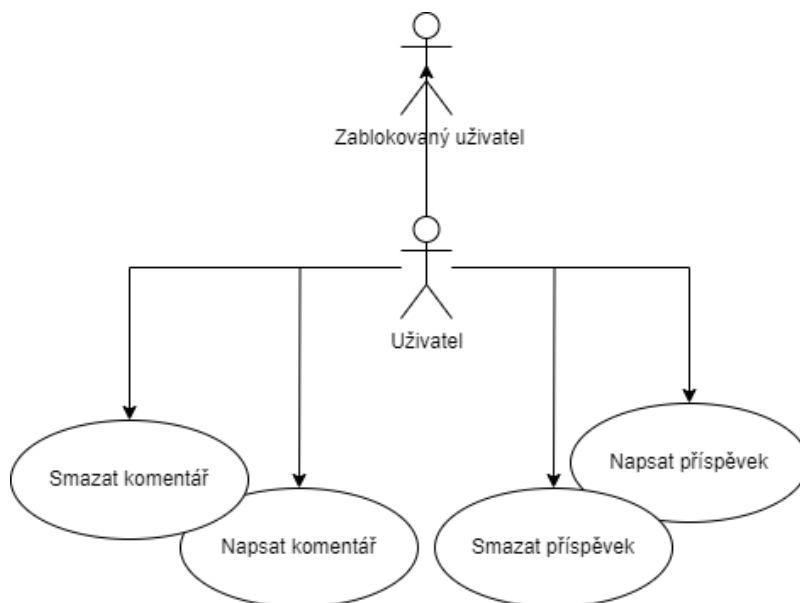 Zablokovaný uživatel
Uživatel
Smazat komentář
Napsat komentář
Smazat příspěvek
Napsat příspěvek